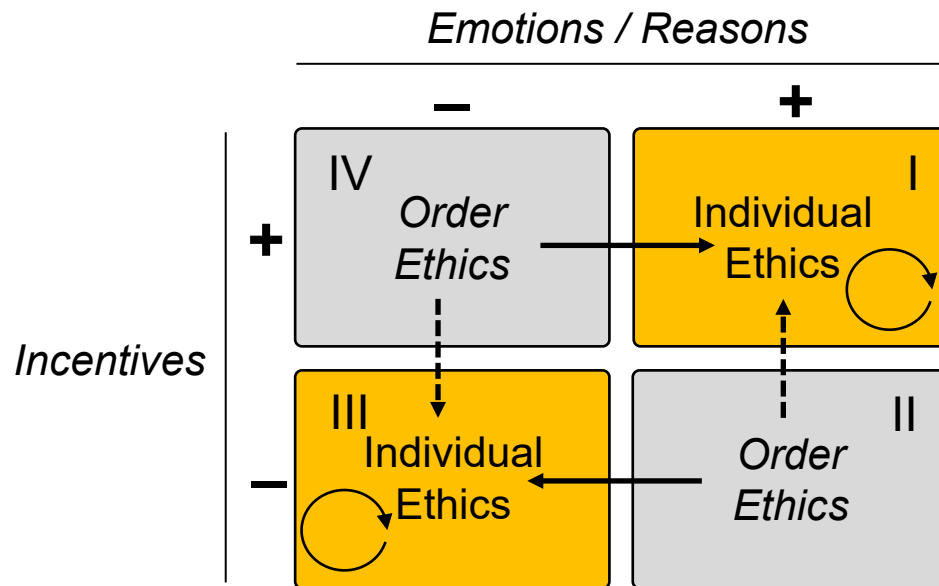 Emotions / Reasons
– +
IV
Order
Ethics
I
Individual
Ethics
+
Incentives
–
III
Individual
Ethics
II
Order
Ethics